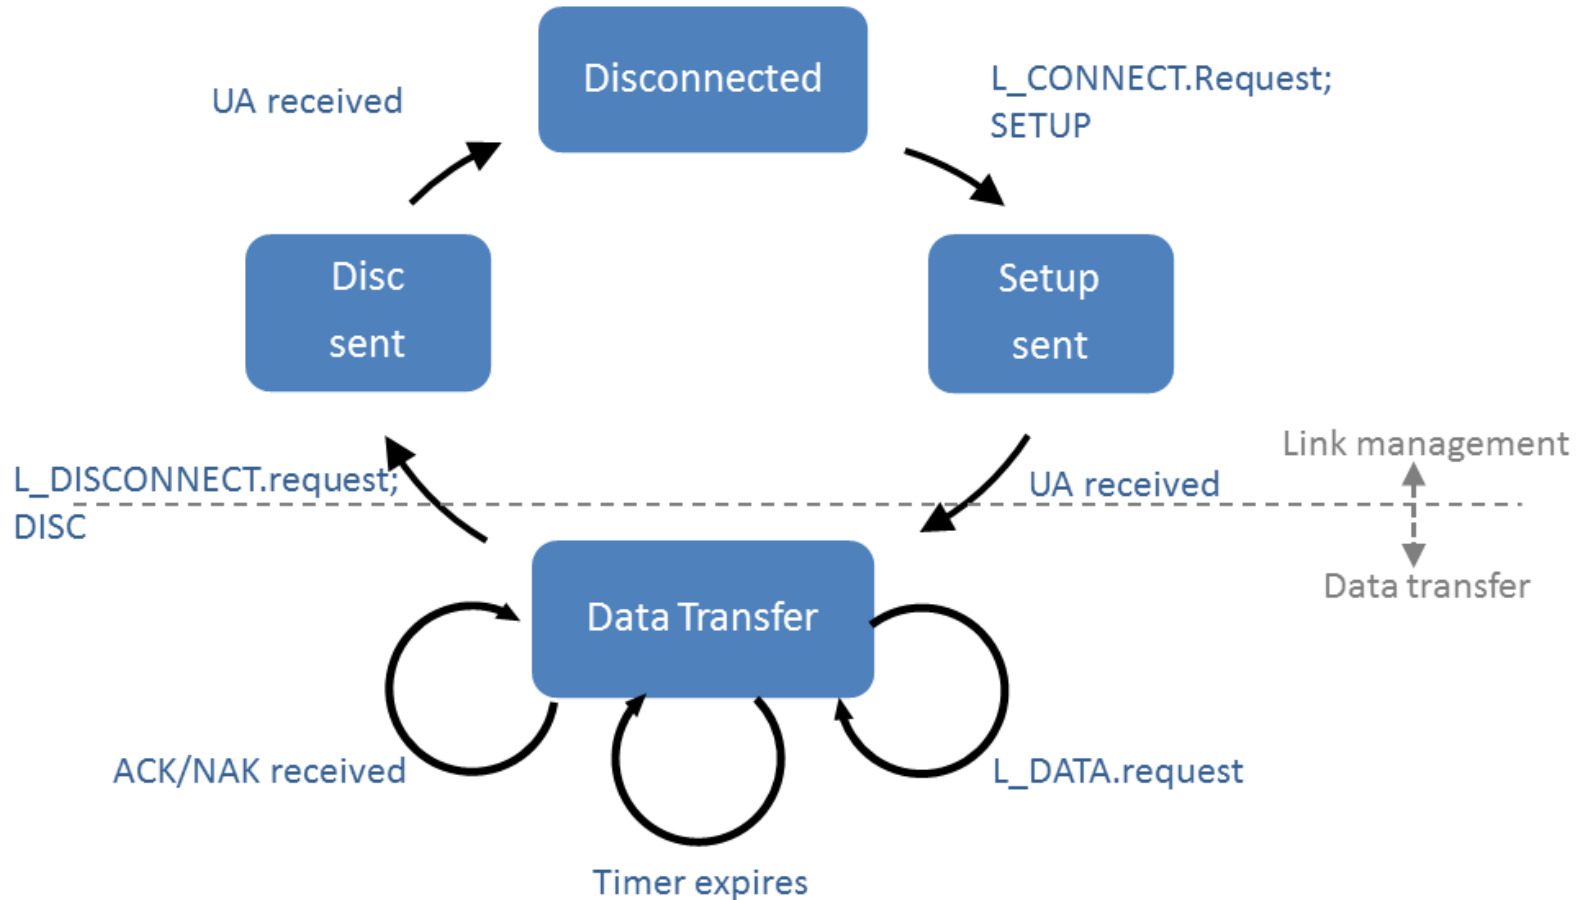 Disconnected
L_CONNECT.Request;
SETUP
UA received
Disc
sent
Setup
sent
Link management
L_DISCONNECT.request;
DISC
UA received
Data transfer
Data Transfer
ACK/NAK received
L_DATA.request
Timer expires